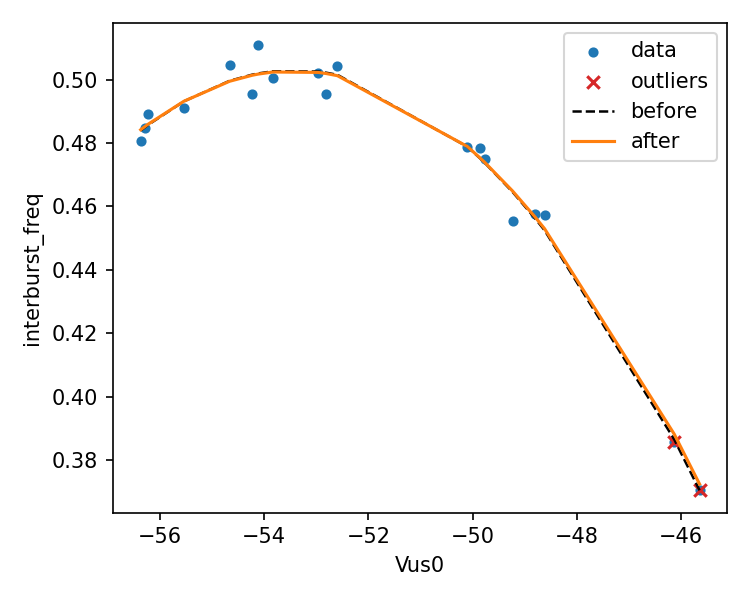 data
outliers
before
after
interburst_freq
0.50
0.48
0.46
0.44
0.42
0.40
0.38
−56
−54
−52
−50
−48
−46
Vus0